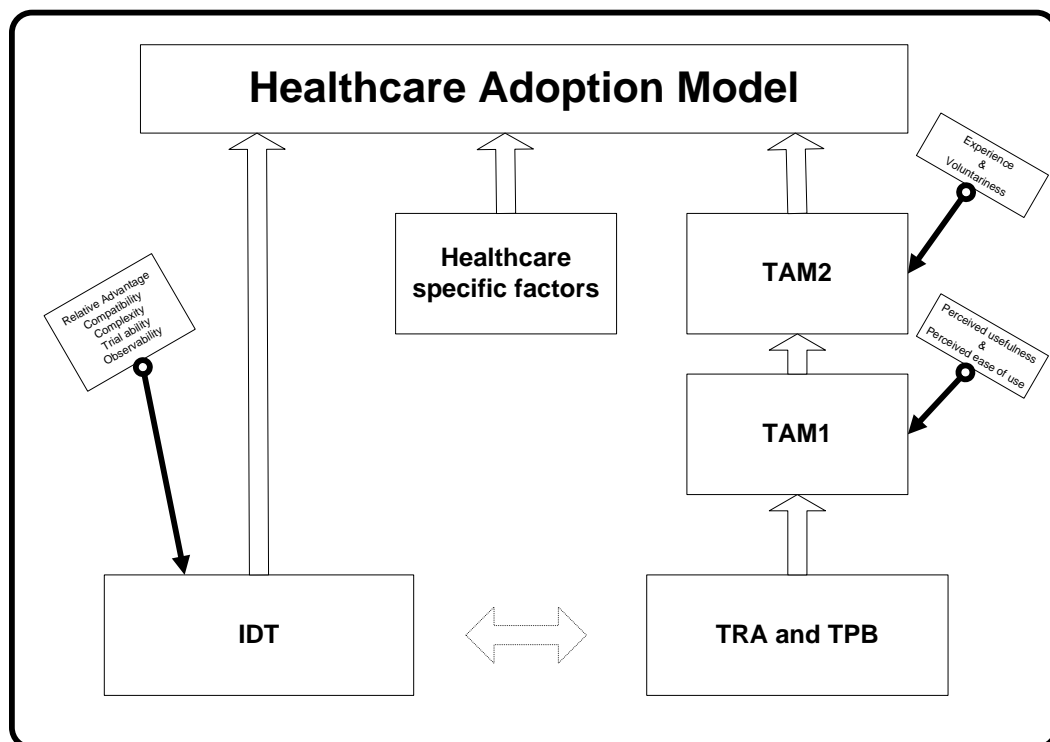 Healthcare Adoption Model
Experience
&
Voluntariness
Healthcare
specific factors
TAM2
Relative Advantage
Compatibility
Complexity
Trial ability
Observability
Perceived usefulness
&
Perceived ease of use
TAM1
IDT
TRA and TPB